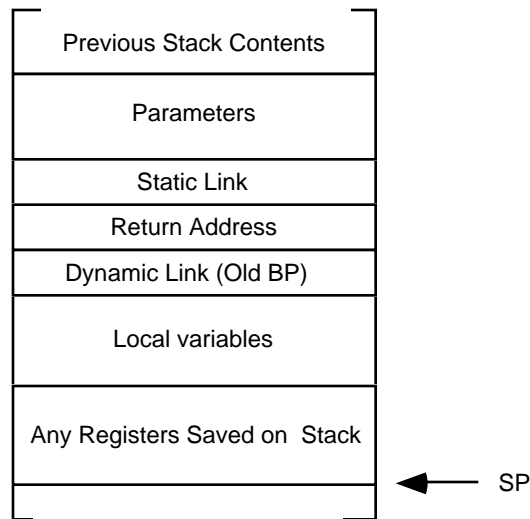 Previous Stack Contents
Parameters
Static Link
Return Address
Dynamic Link (Old BP)
Local variables
Any Registers Saved on Stack
SP